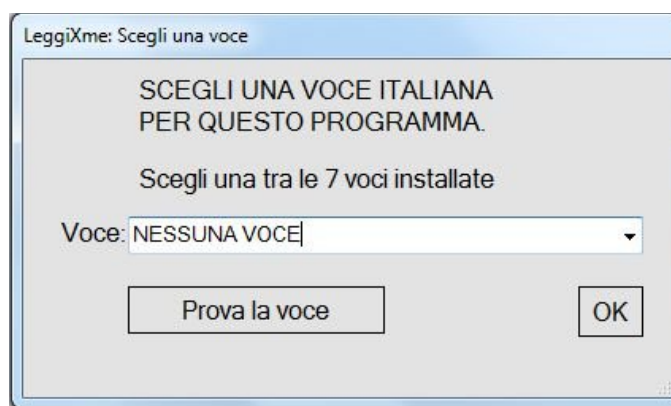 LeggiXme: Scegli una voce
SCEGLI UNA VOCE ITALIANA
PER QUESTO PROGRAMMA.
Scegli una tra le 7 voci installate
Voce: NESSUNA VOCE
Prova la voce OK